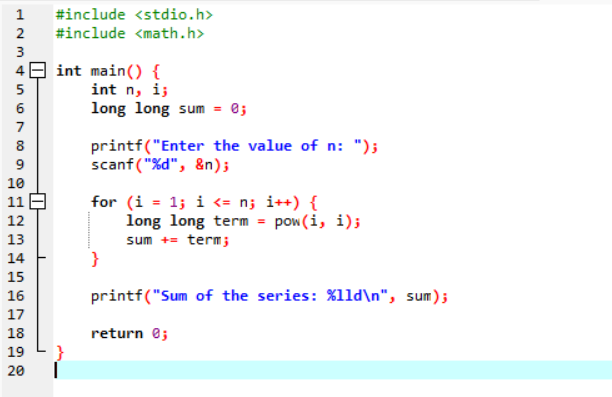 1 #include <stdio.h>
2 #include <math.h>
3
4 int main() {
5     int n, i;
6     long long sum = 0;
7
8     printf("Enter the value of n: ");
9     scanf("%d", &n);
10
11     for (i = 1; i <= n; i++) {
12         long long term = pow(i, i);
13         sum += term;
14     }
15
16     printf("Sum of the series: %lld\n", sum);
17
18     return 0;
19 }
20